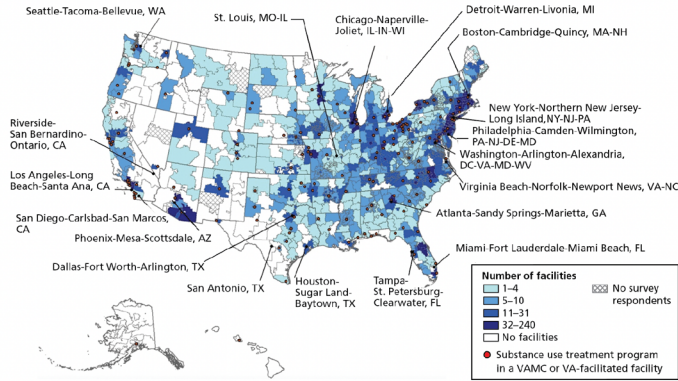 Seattle-Tacoma-Bellevue, WA
St. Louis, MO-IL
Chicago-Naperville-
Joliet, IL-IN-WI
Detroit-Warren-Livonia, MI
Boston-Cambridge-Quincy, MA-NH
New York-Northern New Jersey-
Long Island,NY-NJ-PA
Philadelphia-Camden-Wilmington,
PA-NJ-DE-MD
Washington-Arlington-Alexandria,
DC-VA-MD-WV
Virginia Beach-Norfolk-Newport News, VA-NC
Atlanta-Sandy Springs-Marietta, GA
Miami-Fort Lauderdale-Miami Beach, FL
Riverside-
San Bernardino-
Ontario, CA
Los Angeles-Long
Beach-Santa Ana, CA
San Diego-Carlsbad-San Marcos,
CA
Phoenix-Mesa-Scottsdale, AZ
Dallas-Fort Worth-Arlington, TX
San Antonio, TX
Houston-
Sugar Land-
Baytown, TX
Tampa-
St. Petersburg-
Clearwater, FL
Number of facilities
1–4
5–10
11–31
32–240
No facilities
No survey
respondents
Substance use treatment program
in a VAMC or VA-facilitated facility